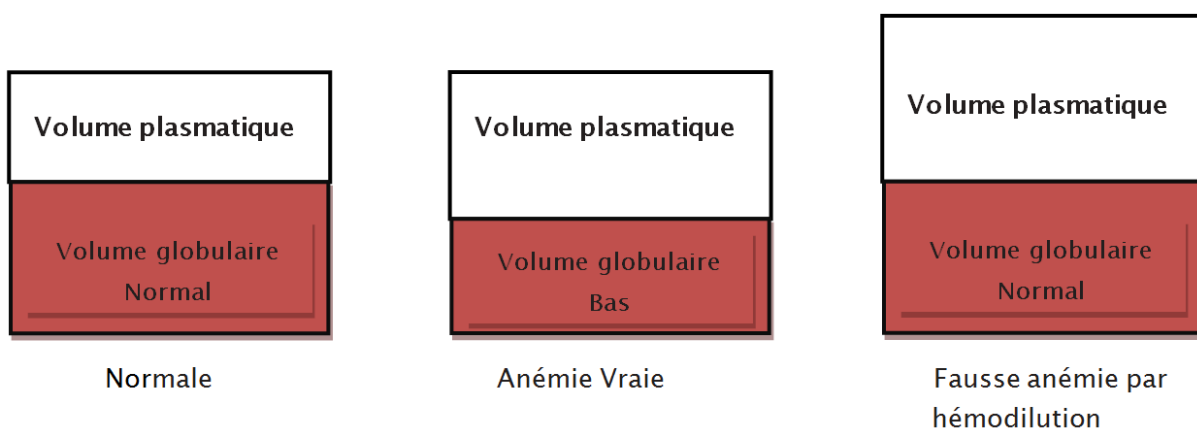 Volume plasmatique
Volume globulaire
Normal
Normale
Volume plasmatique
Volume globulaire
Bas
Anémie Vraie
Volume plasmatique
Volume globulaire
Normal
Fausse anémie par
hémodilution